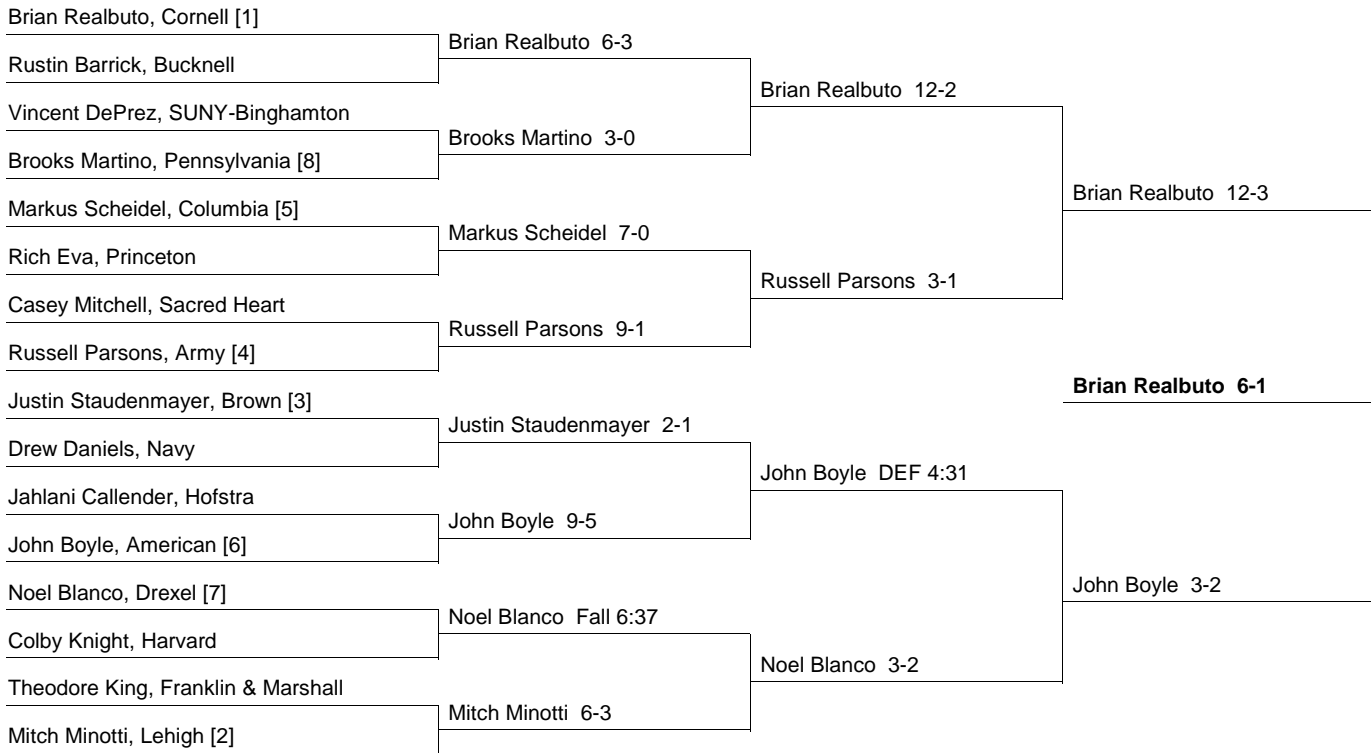 Brian Realbuto, Cornell [1]
Rustin Barrick, Bucknell
Vincent DePrez, SUNY-Binghamton
Brooks Martino, Pennsylvania [8]
Markus Scheidel, Columbia [5]
Rich Eva, Princeton
Casey Mitchell, Sacred Heart
Russell Parsons, Army [4]
Justin Staudenmayer, Brown [3]
Drew Daniels, Navy
Jahlani Callender, Hofstra
John Boyle, American [6]
Noel Blanco, Drexel [7]
Colby Knight, Harvard
Theodore King, Franklin & Marshall
Mitch Minotti, Lehigh [2]
Brian Realbuto 6-3
Brooks Martino 3-0
Markus Scheidel 7-0
Russell Parsons 9-1
Justin Staudenmayer 2-1
John Boyle 9-5
Noel Blanco Fall 6:37
Mitch Minotti 6-3
Brian Realbuto 12-2
Russell Parsons 3-1
John Boyle DEF 4:31
Noel Blanco 3-2
Brian Realbuto 12-3
John Boyle 3-2
Brian Realbuto 6-1